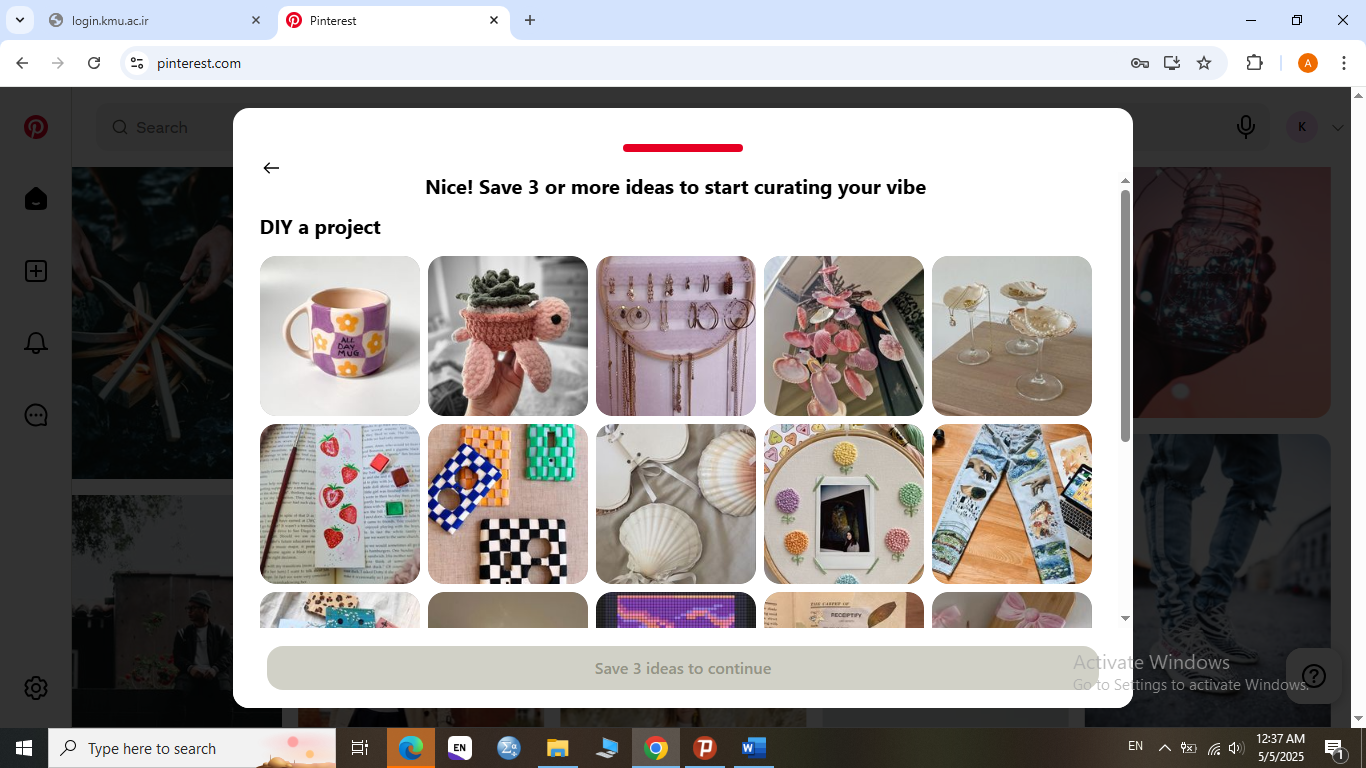 login.kmu.ac.ir
Pinterest
pinterest.com
A
Search
K
Nice! Save 3 or more ideas to start curating your vibe
DIY a project
ALL
DAY
MUG
RECEPTIFY
Save 3 ideas to continue
Activate Windows
Go to Settings to activate Windows.
Type here to search
EN
EN
12:37 AM
5/5/2025
1